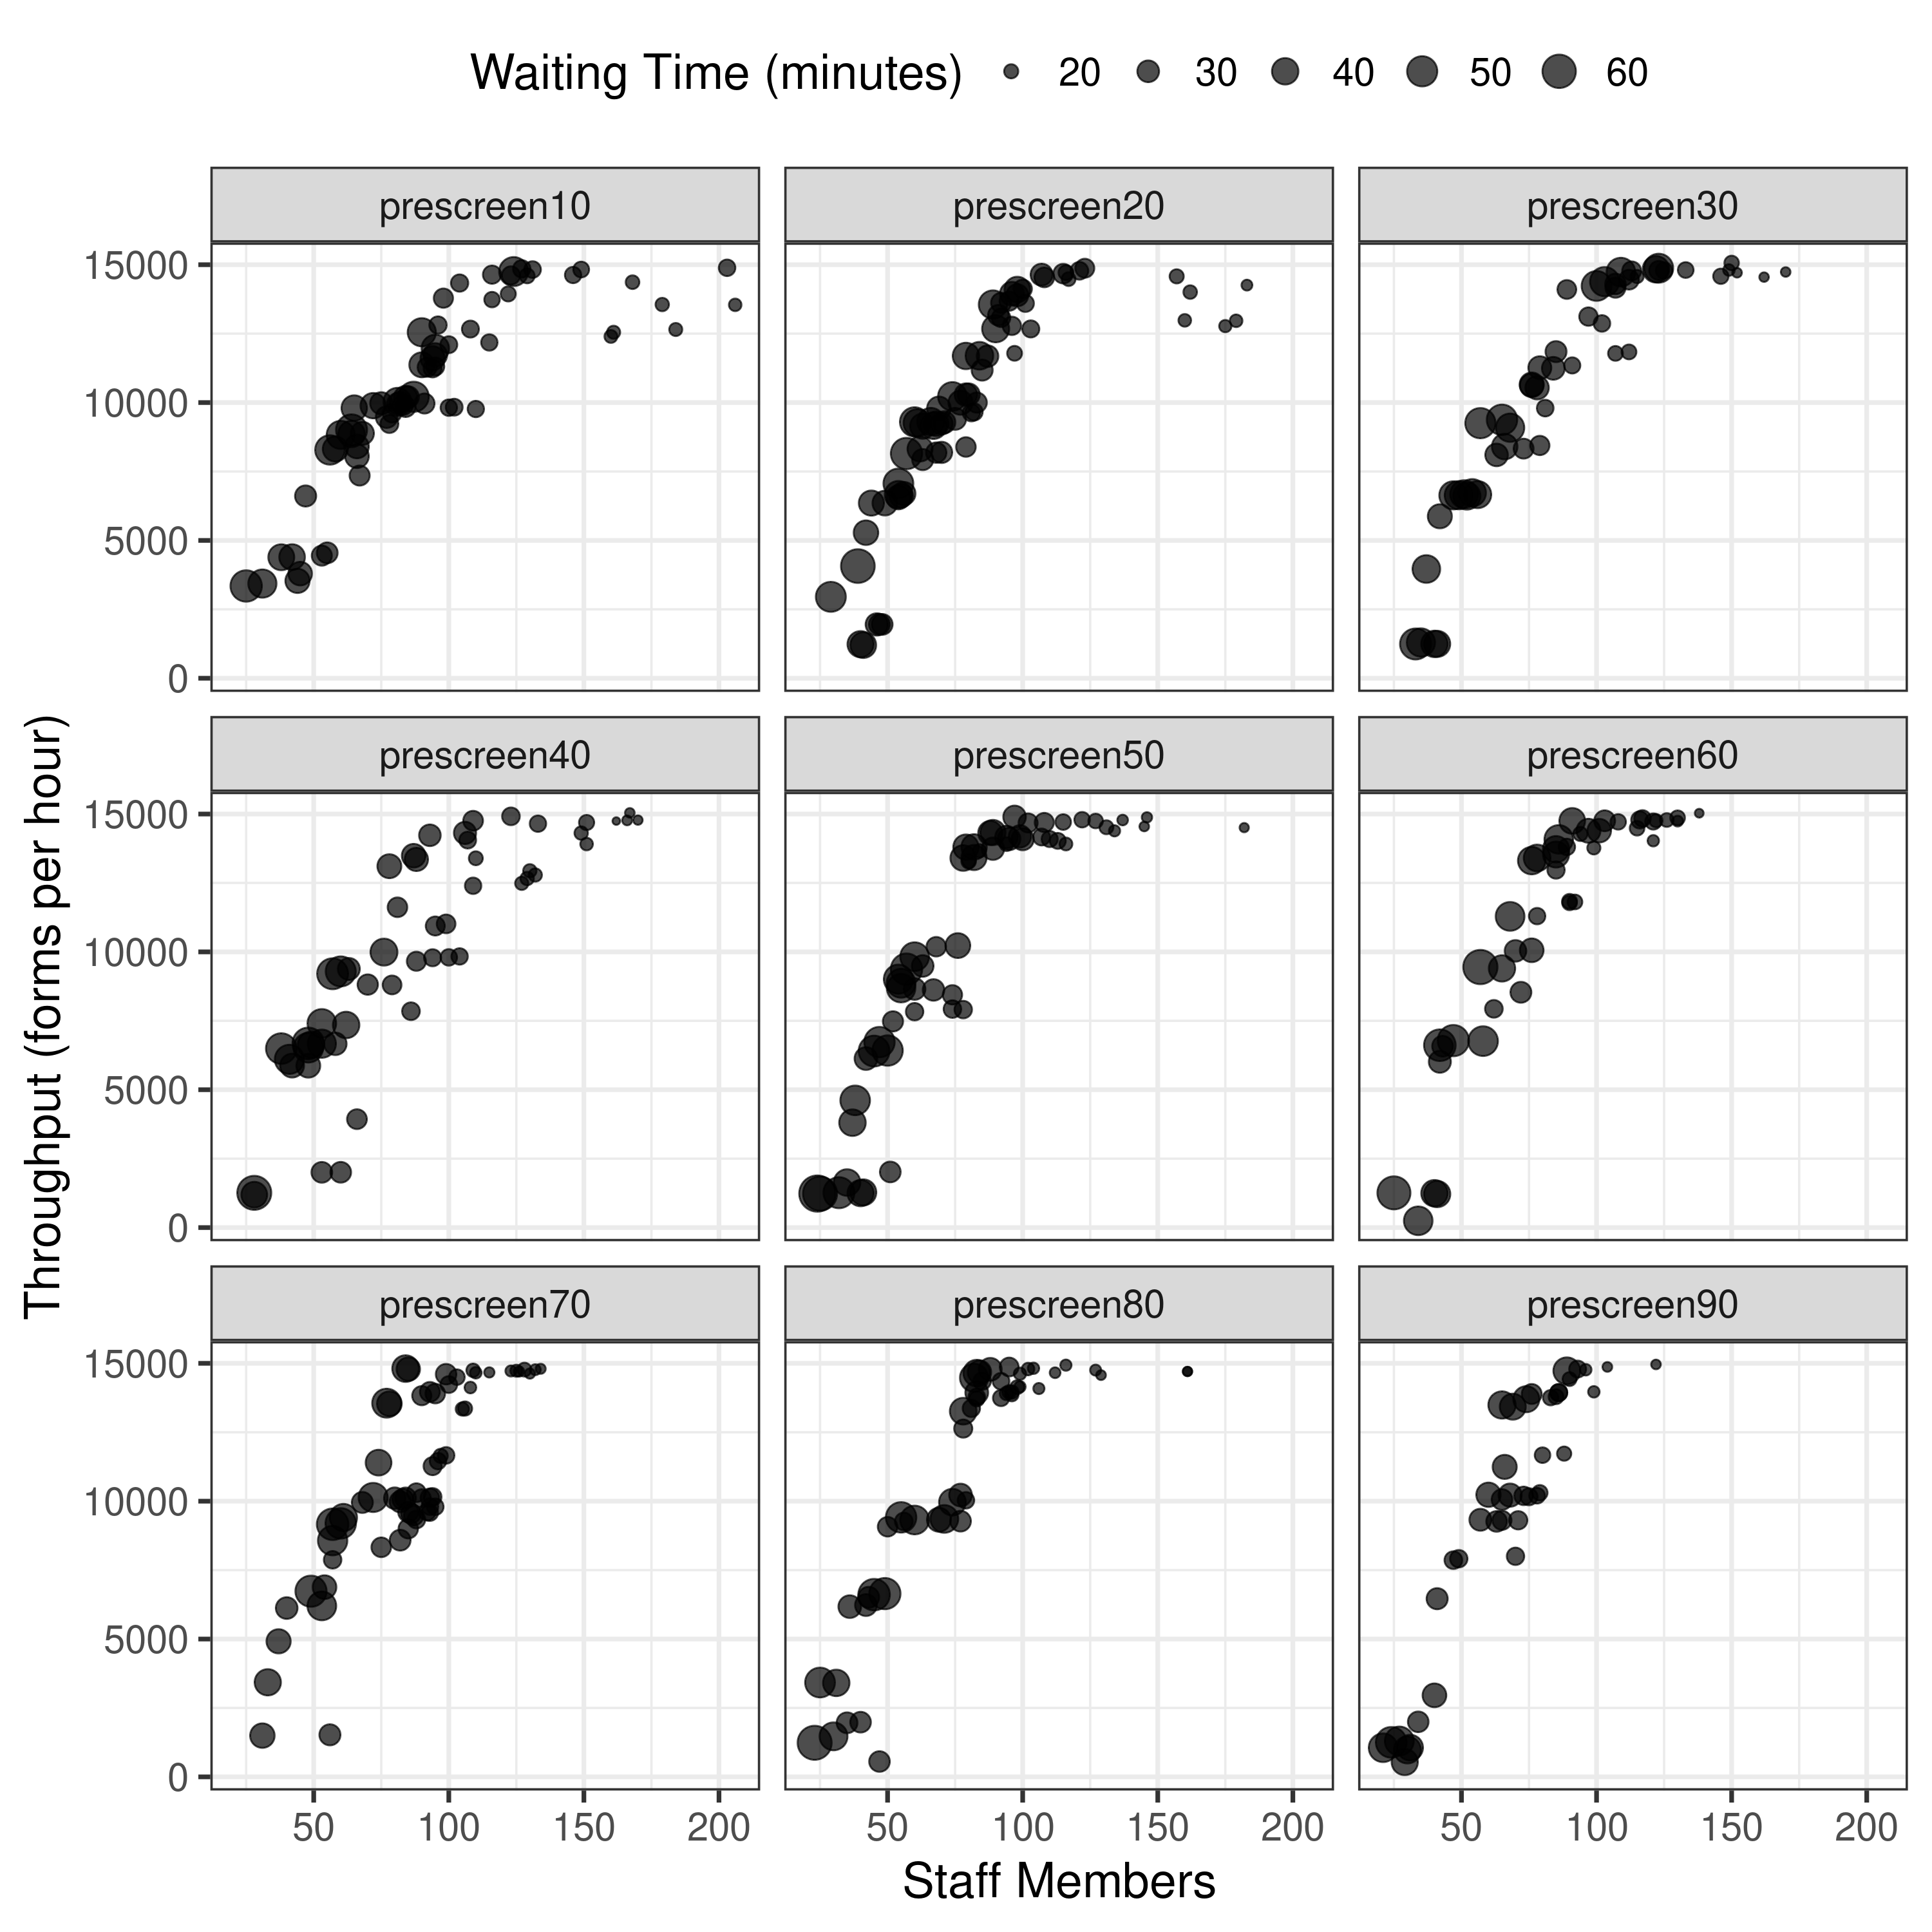 Waiting Time (minutes) 20 30 40 50 60
prescreen10 prescreen20 prescreen30
15000
10000
5000
0
prescreen40 prescreen50 prescreen60
15000
10000
5000
0
prescreen70 prescreen80 prescreen90
15000
10000
5000
0
50 100 150 200 50 100 150 200 50 100 150 200
Staff Members
Throughput (forms per hour)